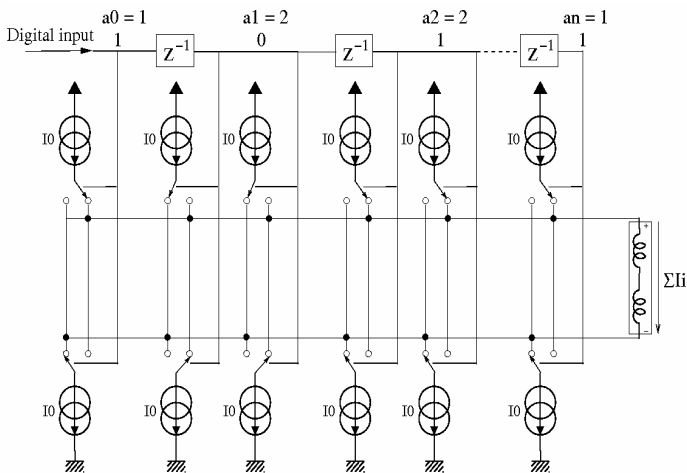 a0 = 1 a1 = 2 a2 = 2 an = 1
Digital input 1 0 1 1
z⁻¹ z⁻¹ z⁻¹
I0 I0 I0 I0 I0 I0
+
ΣIi
-
I0 I0 I0 I0 I0 I0